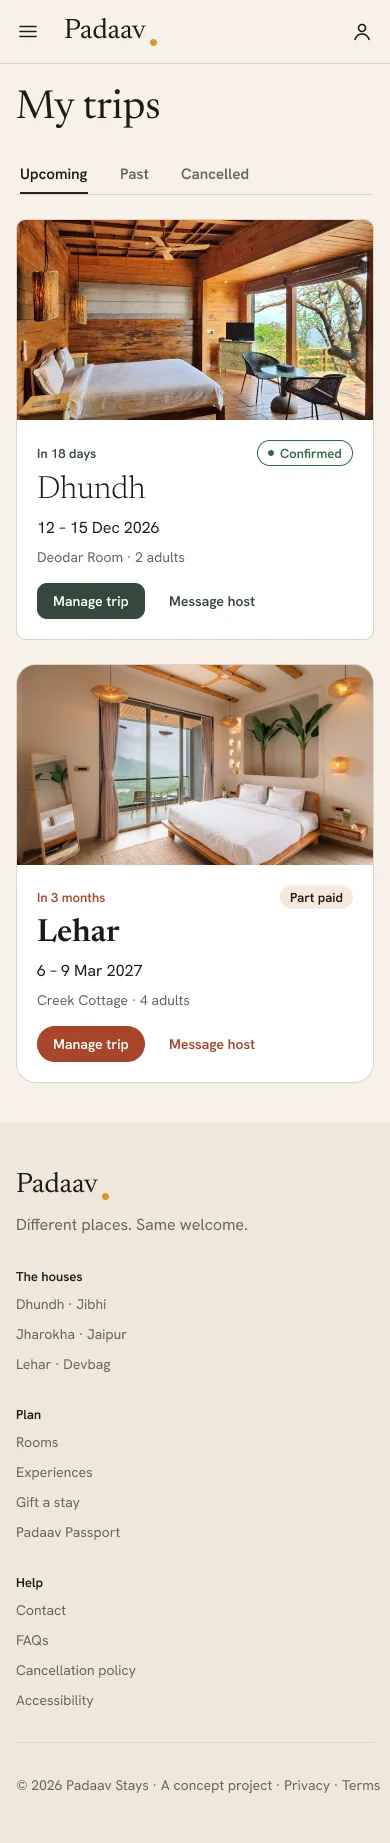 Padaav
My trips
Upcoming Past Cancelled
In 18 days Confirmed
Dhundh
12 – 15 Dec 2026
Deodar Room · 2 adults
Manage trip Message host
In 3 months Part paid
Lehar
6 – 9 Mar 2027
Creek Cottage · 4 adults
Manage trip Message host
Padaav
Different places. Same welcome.
The houses
Dhundh · Jibhi
Jharokha · Jaipur
Lehar · Devbag
Plan
Rooms
Experiences
Gift a stay
Padaav Passport
Help
Contact
FAQs
Cancellation policy
Accessibility
© 2026 Padaav Stays · A concept project · Privacy · Terms